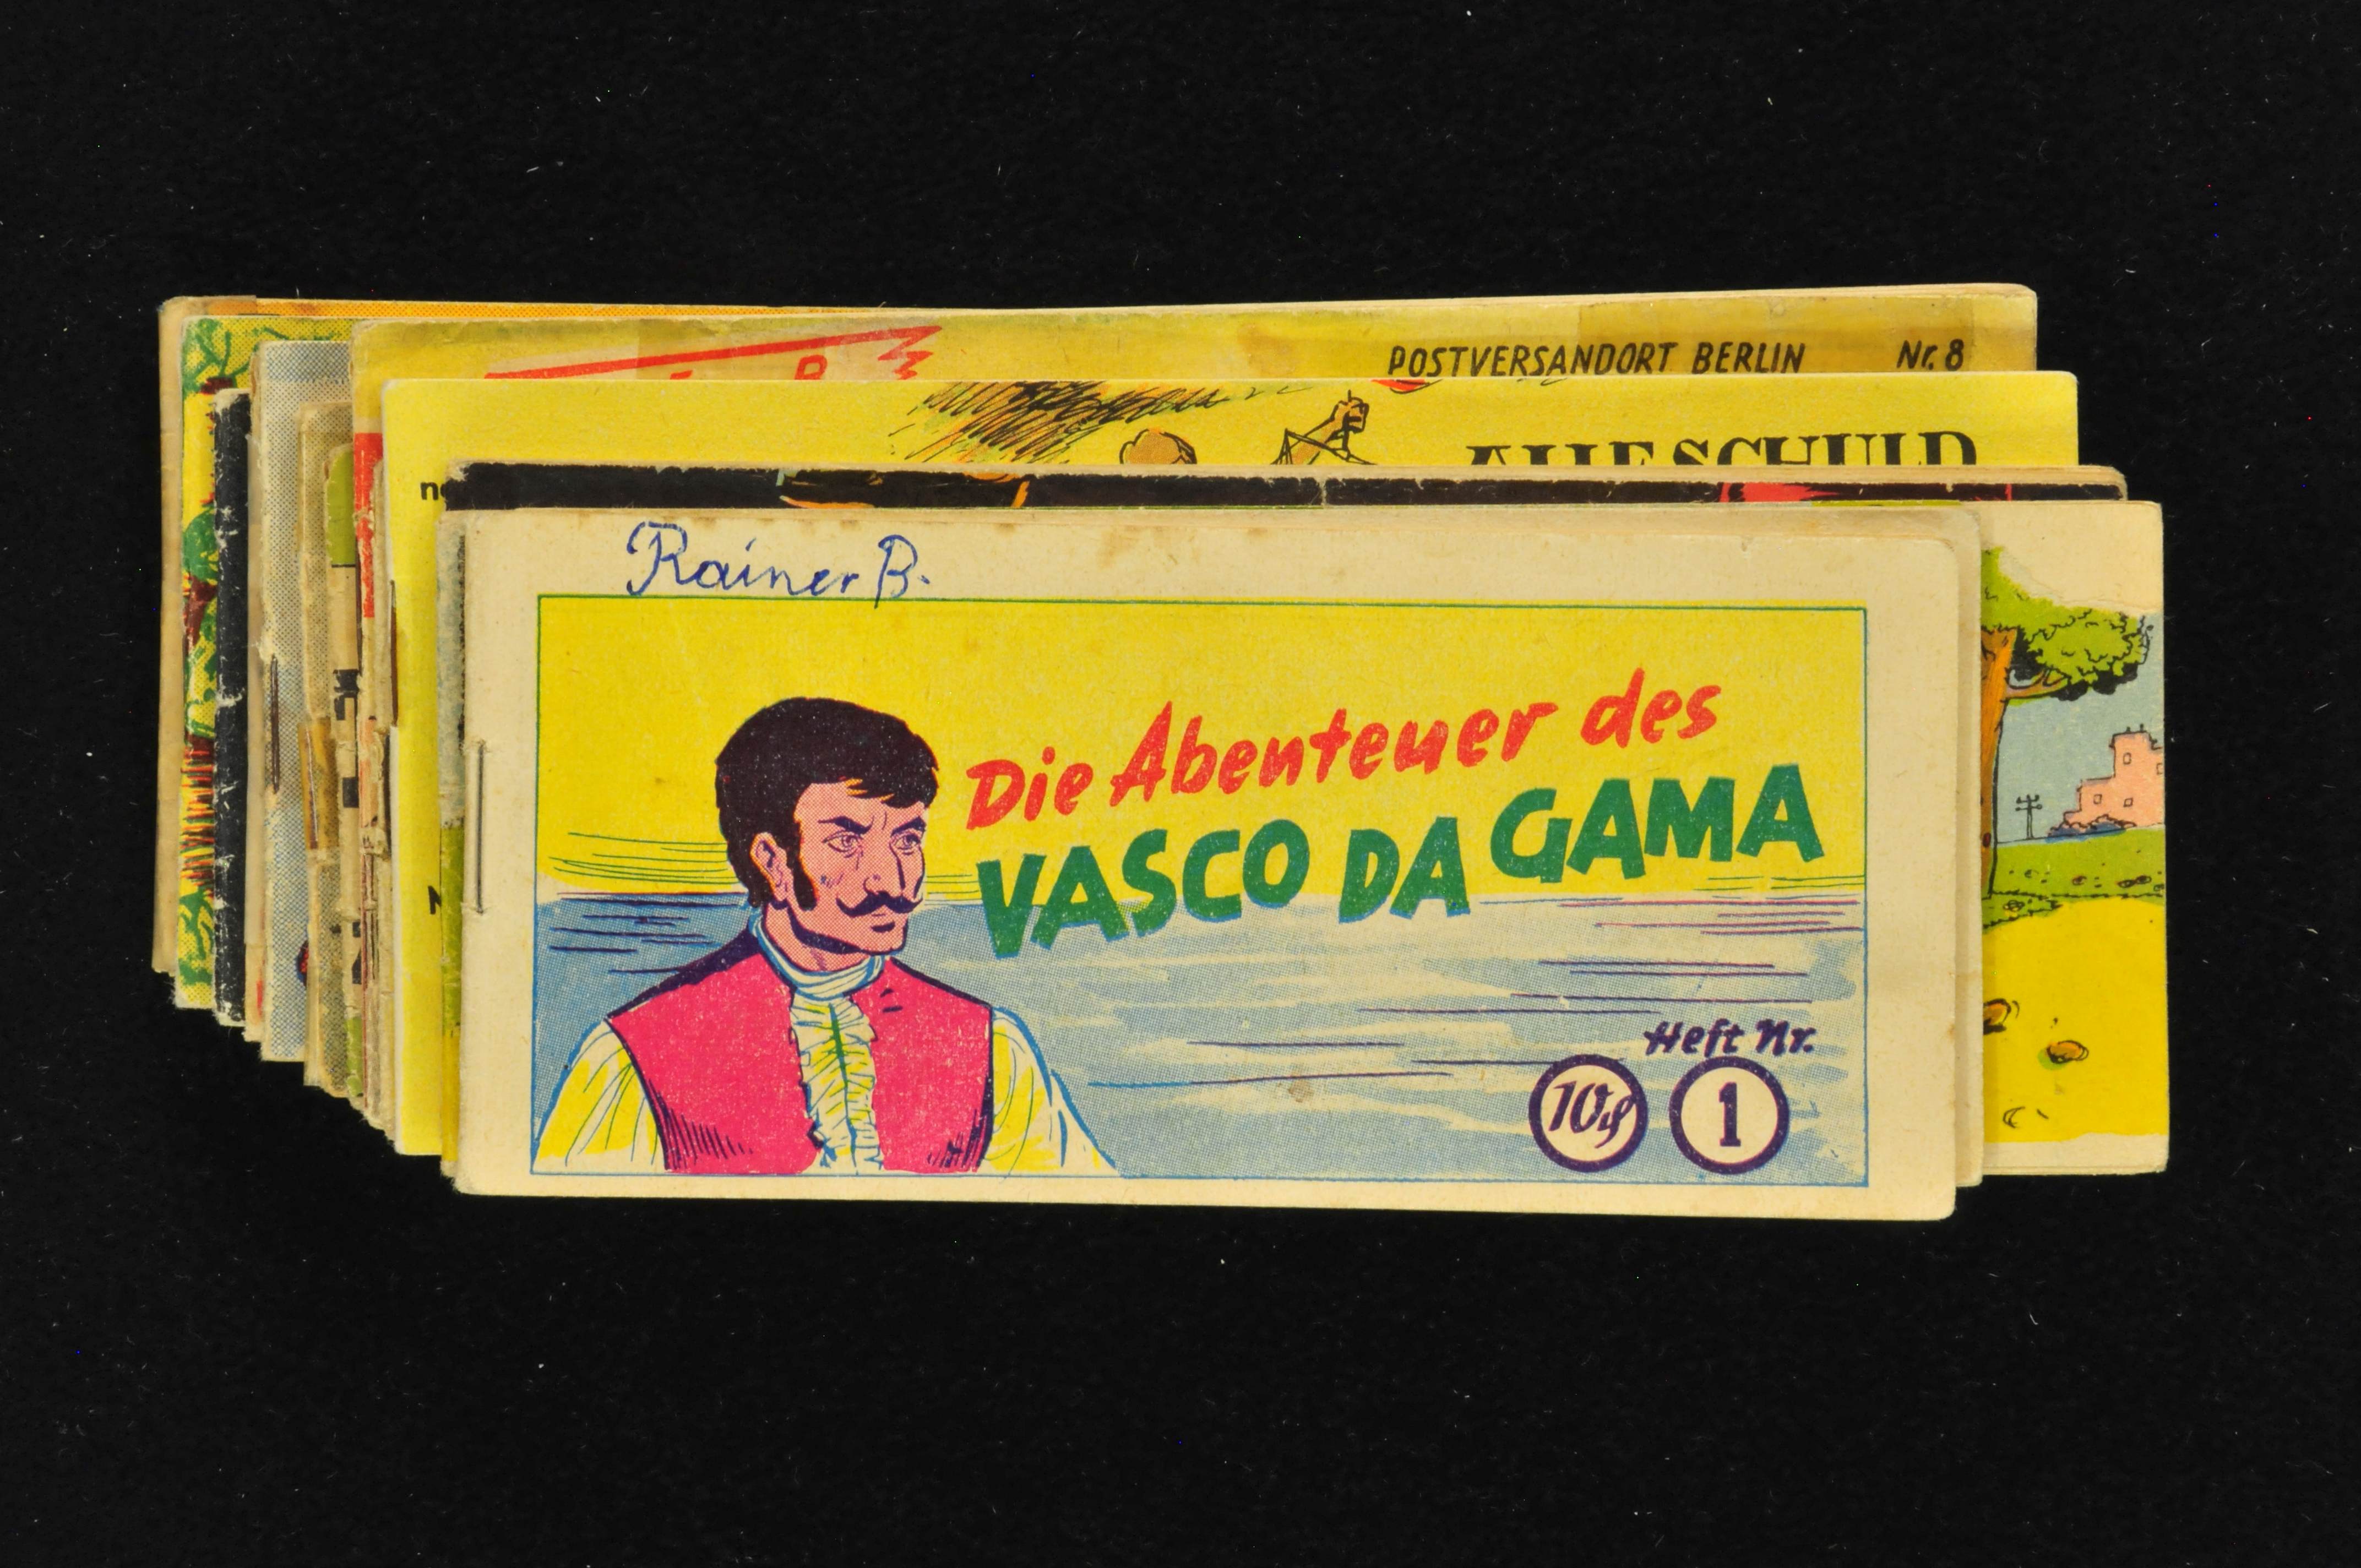 POSTVERSANDORT BERLIN Nr. 8
Rainer B.
Die Abenteuer des
VASCO DA GAMA
Heft Nr.
10₰ 1